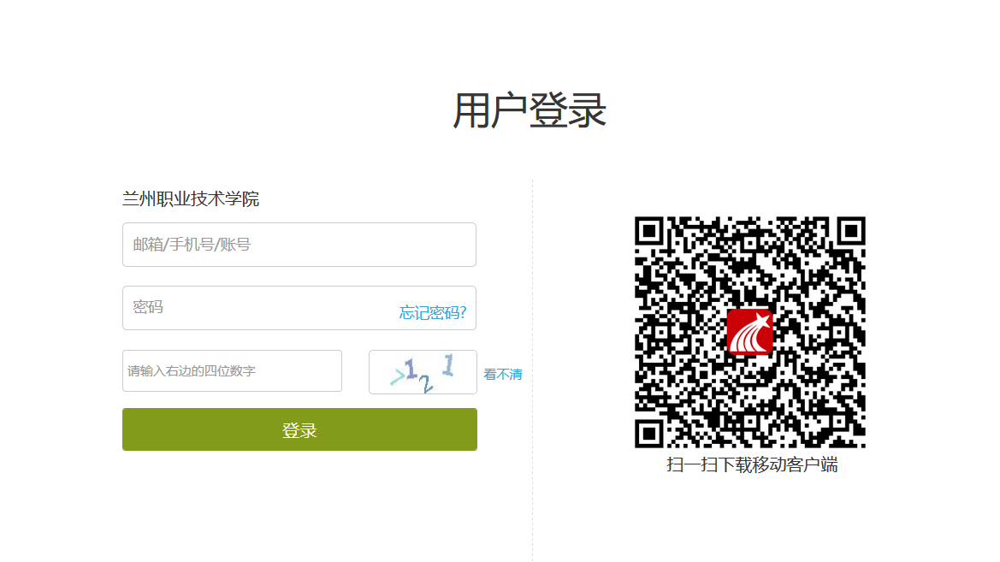 用户登录
兰州职业技术学院
邮箱/手机号/账号
密码
忘记密码?
请输入右边的四位数字
看不清
登录
扫一扫下载移动客户端